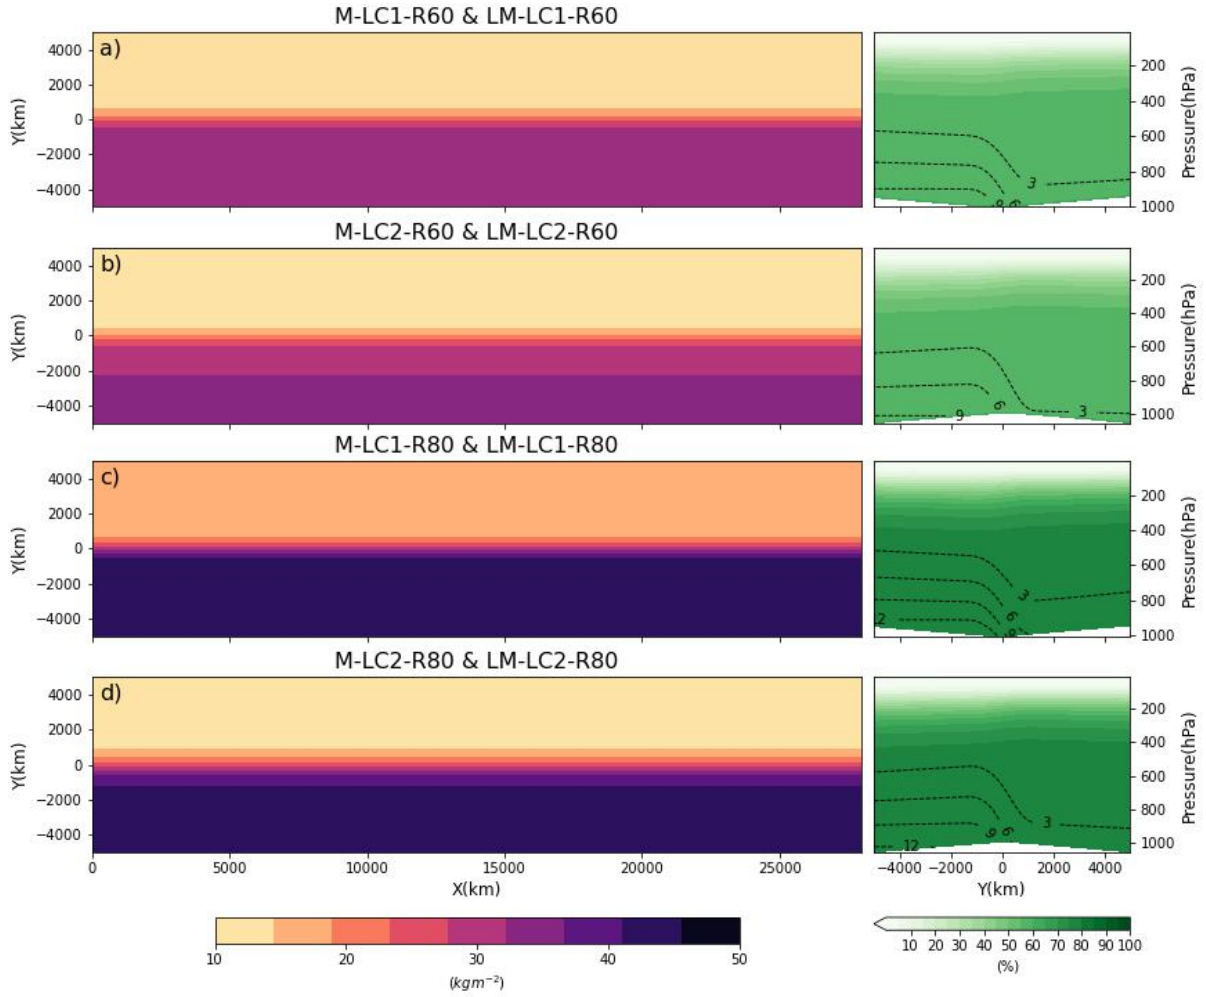 M-LC1-R60 & LM-LC1-R60
a)
4000
2000
0
−2000
−4000
Y(km)
3
6
200
400
600
800
1000
Pressure(hPa)
M-LC2-R60 & LM-LC2-R60
b)
4000
2000
0
−2000
−4000
Y(km)
3
6
9
200
400
600
800
1000
Pressure(hPa)
M-LC1-R80 & LM-LC1-R80
c)
4000
2000
0
−2000
−4000
Y(km)
3
6
2
200
400
600
800
1000
Pressure(hPa)
M-LC2-R80 & LM-LC2-R80
d)
4000
2000
0
−2000
−4000
Y(km)
3
6
9
12
200
400
600
800
1000
Pressure(hPa)
0 5000 10000 15000 20000 25000
X(km)
−4000 −2000 0 2000 4000
Y(km)
10 20 30 40 50
(kgm⁻²)
10 20 30 40 50 60 70 80 90 100
(%)